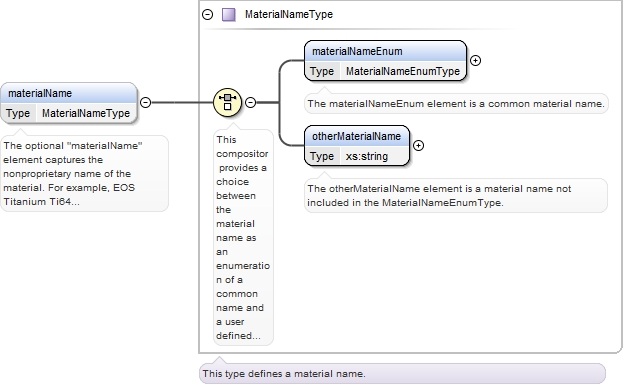 MaterialNameType
materialNameEnum
Type MaterialNameEnumType
The materialNameEnum element is a common material name.
materialName
Type MaterialNameType
The optional "materialName"
element captures the
nonproprietary name of the
material. For example, EOS
Titanium Ti64...
This
compositor
provides a
choice
between
the
material
name as
an
enumeratio
n of a
common
name and
a user
defined...
otherMaterialName
Type xs:string
The otherMaterialName element is a material name not
included in the MaterialNameEnumType.
This type defines a material name.